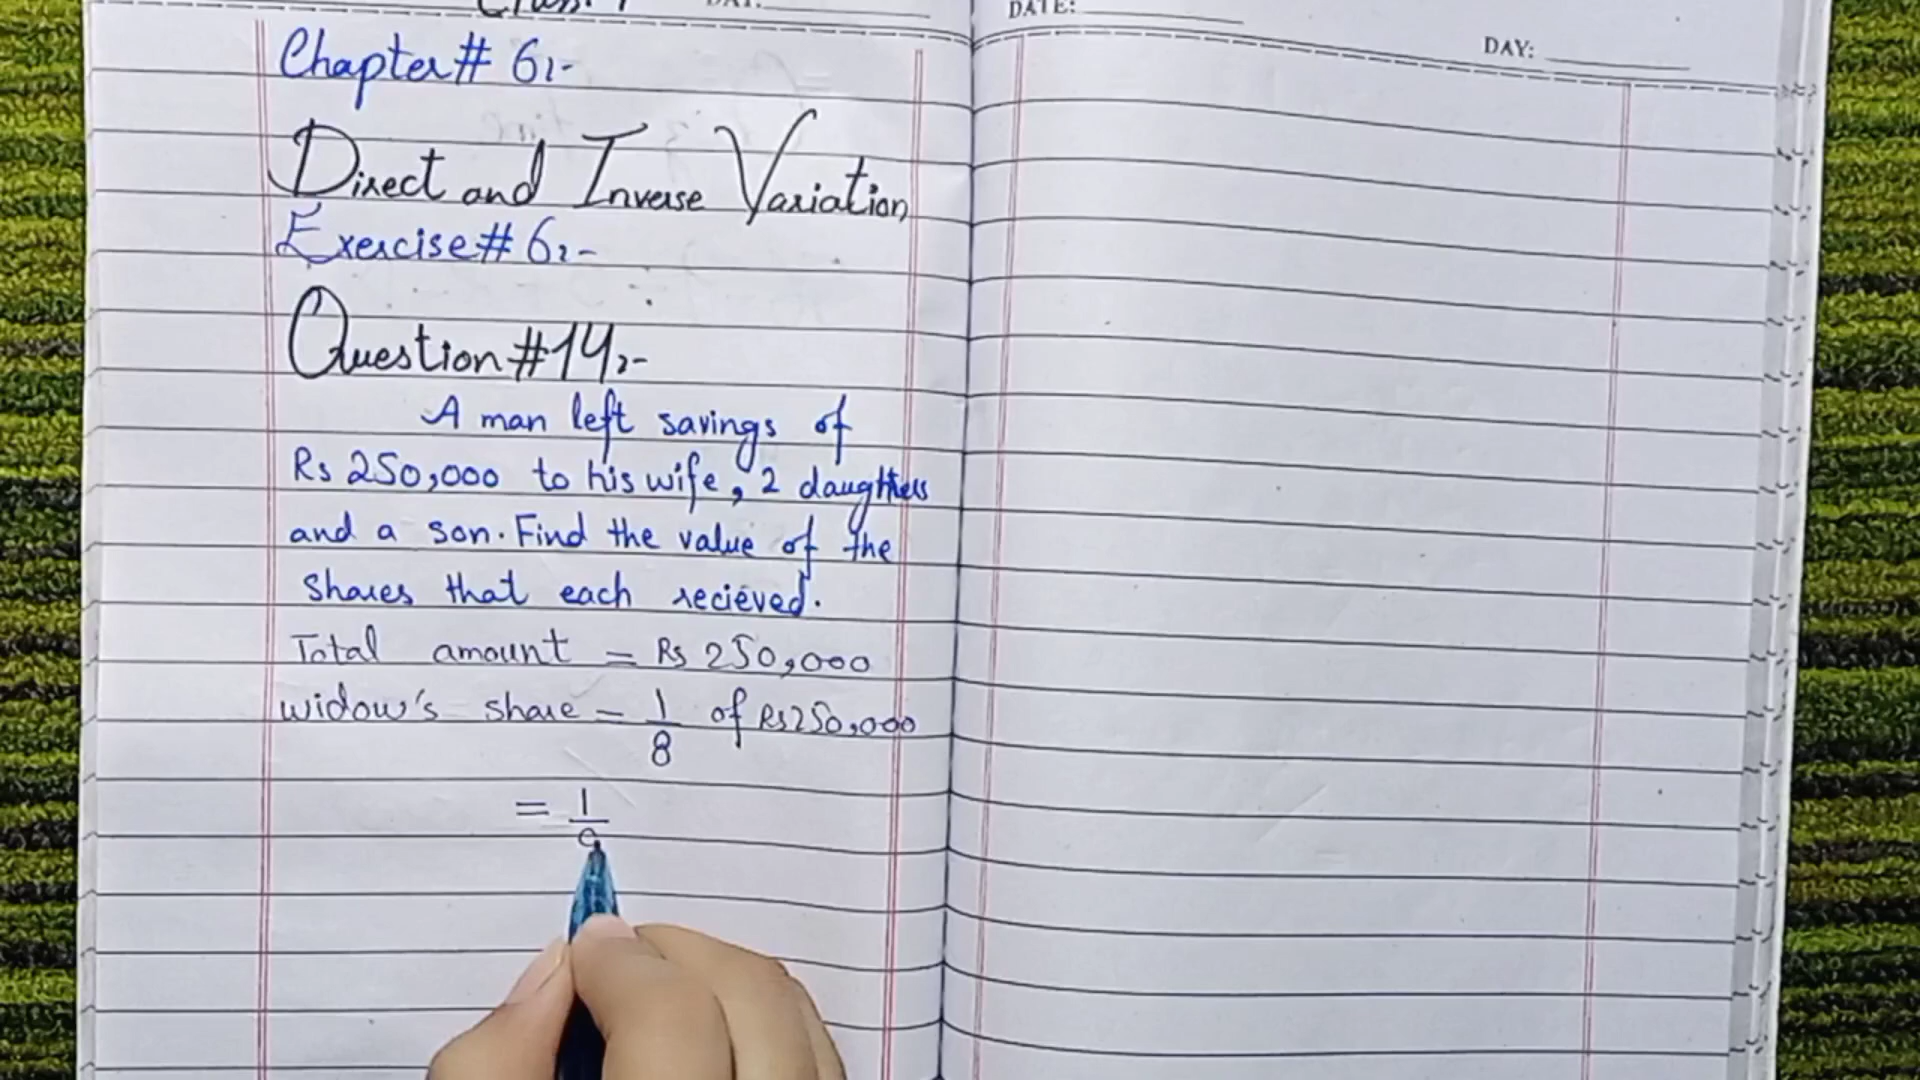 DATE:
DAY:
Chapter # 6:-
Direct and Inverse Variation
Exercise # 6:-
Question # 14:-
A man left savings of
Rs 250,000 to his wife, 2 daughters
and a son. Find the value of the
shares that each recieved.
Total amount = Rs 250,000
widow's share = 1/8 of Rs 250,000
= 1/